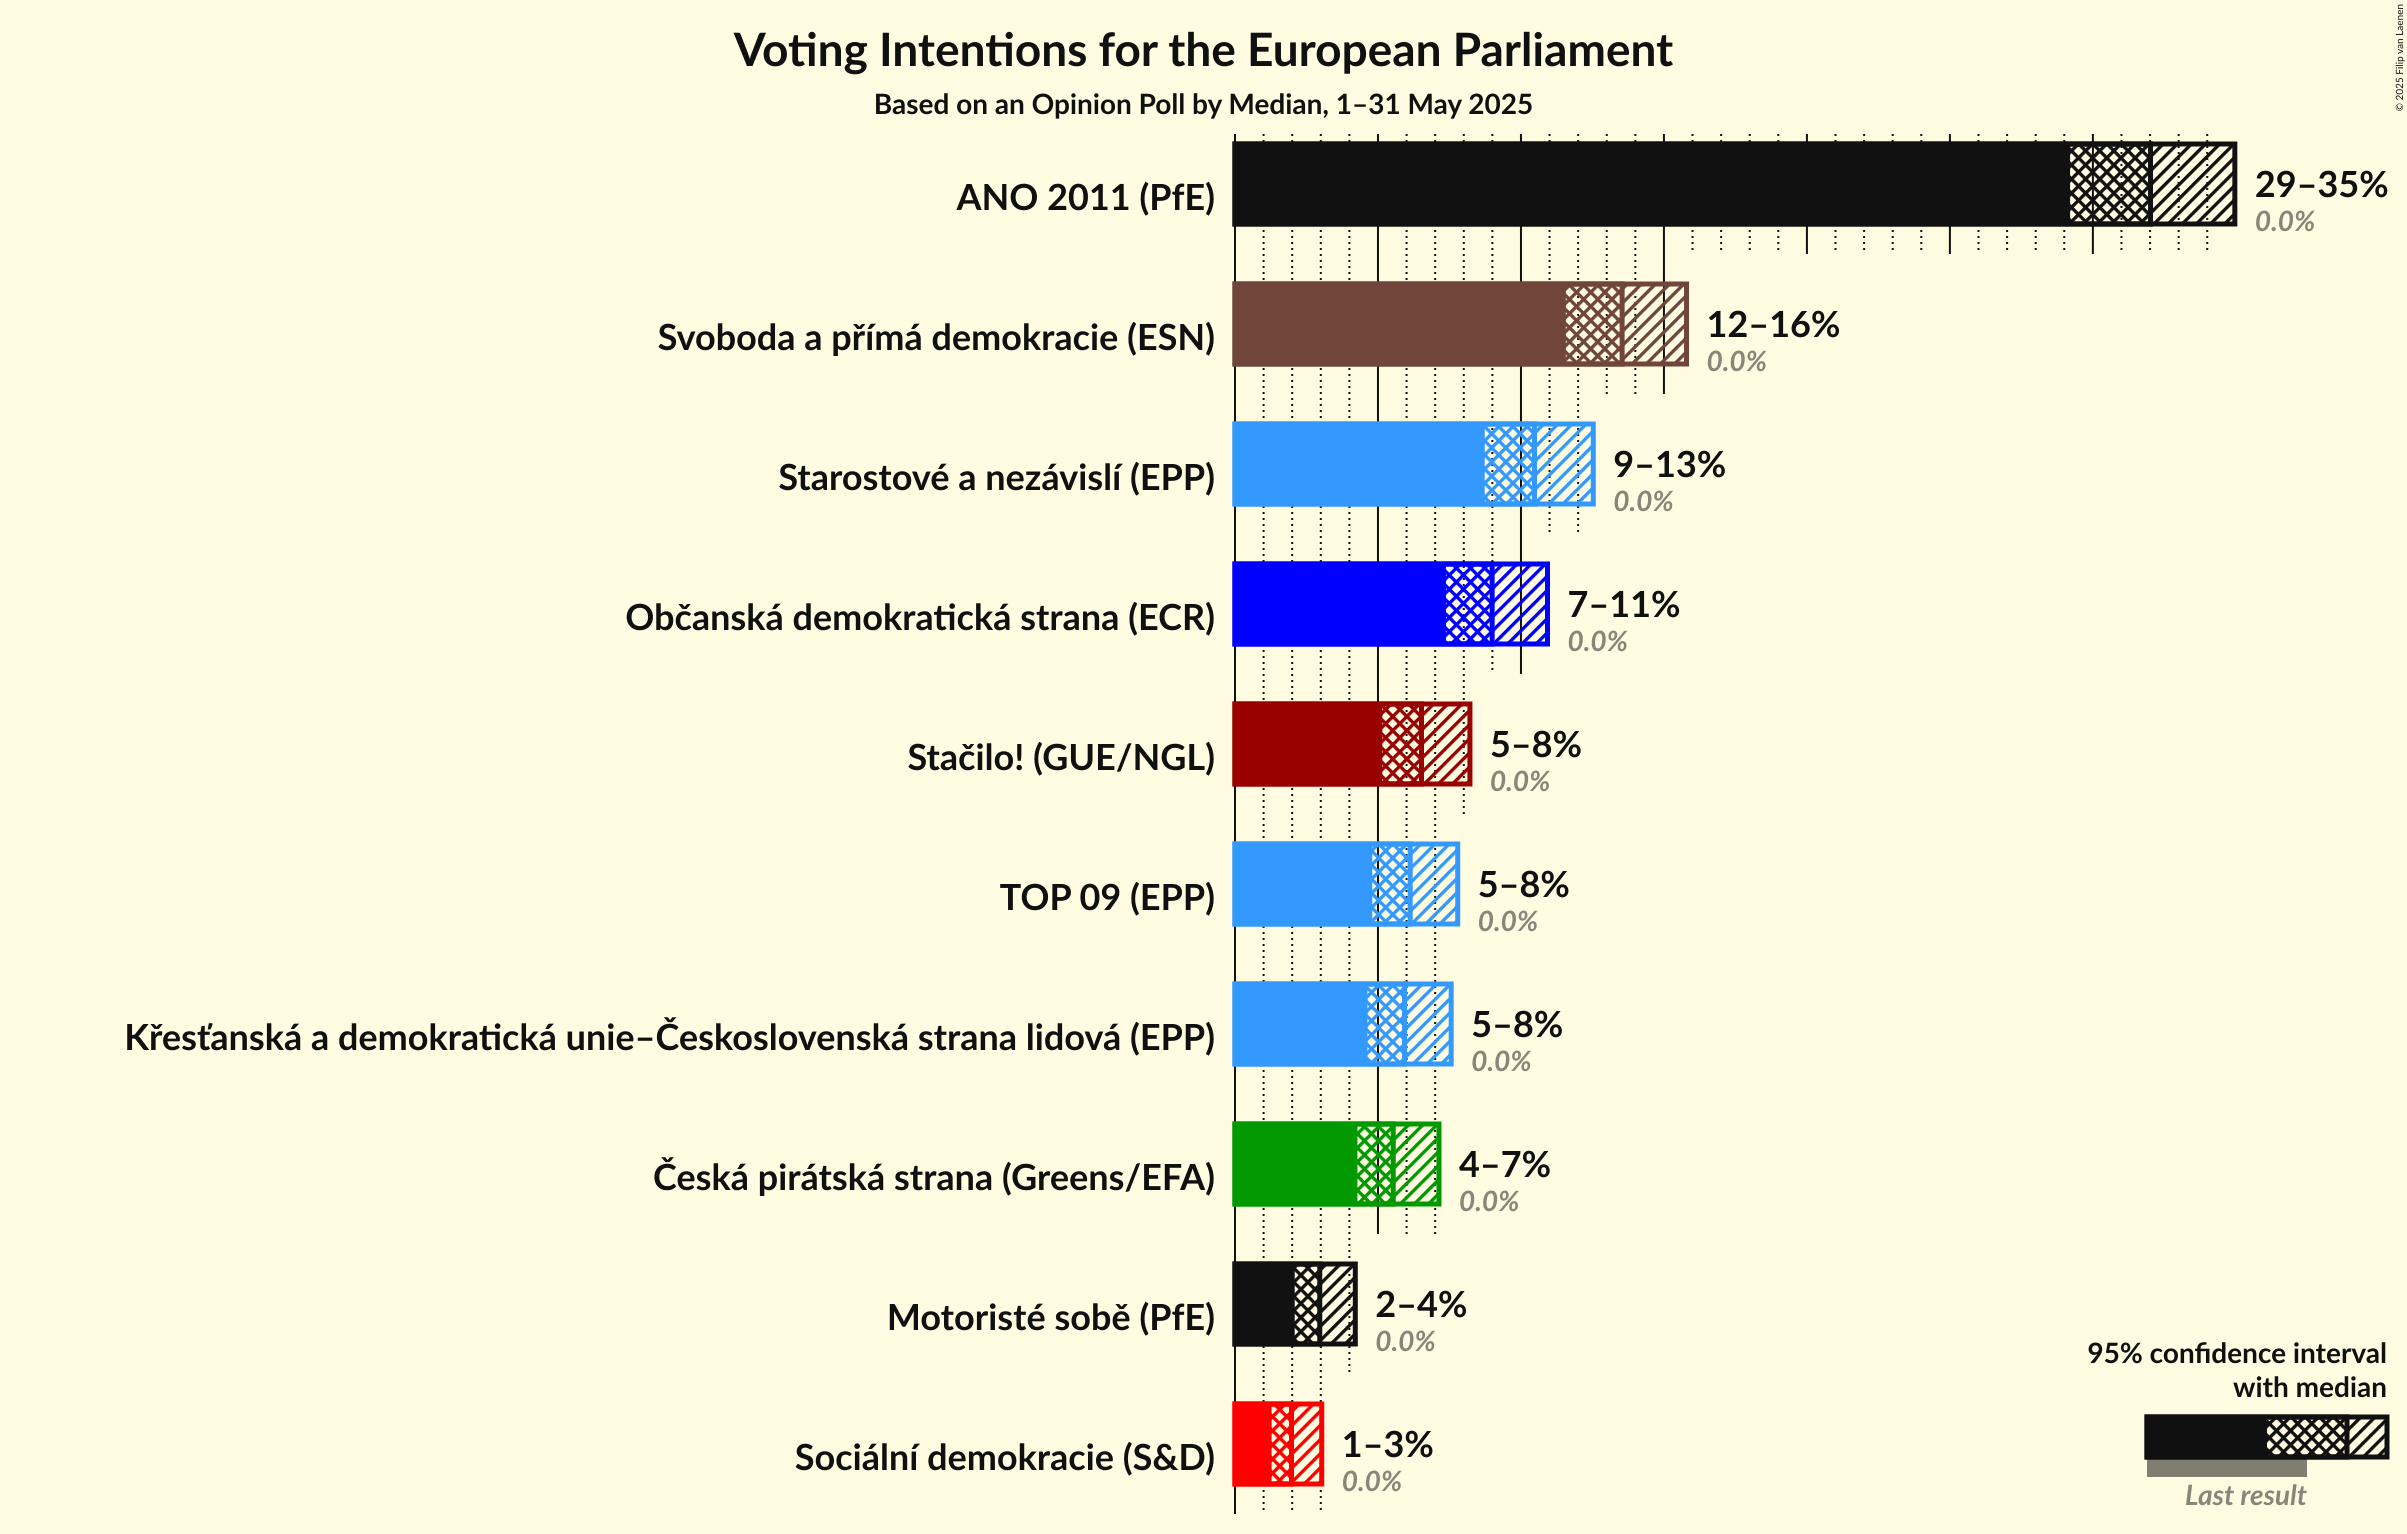 Voting Intentions for the European Parliament
Based on an Opinion Poll by Median, 1–31 May 2025
© 2025 Filip van Laenen
ANO 2011 (PfE)
29–35%
0.0%
Svoboda a přímá demokracie (ESN)
12–16%
0.0%
Starostové a nezávislí (EPP)
9–13%
0.0%
Občanská demokratická strana (ECR)
7–11%
0.0%
Stačilo! (GUE/NGL)
5–8%
0.0%
TOP 09 (EPP)
5–8%
0.0%
Křesťanská a demokratická unie–Československá strana lidová (EPP)
5–8%
0.0%
Česká pirátská strana (Greens/EFA)
4–7%
0.0%
Motoristé sobě (PfE)
2–4%
0.0%
Sociální demokracie (S&D)
1–3%
0.0%
95% confidence interval
with median
Last result